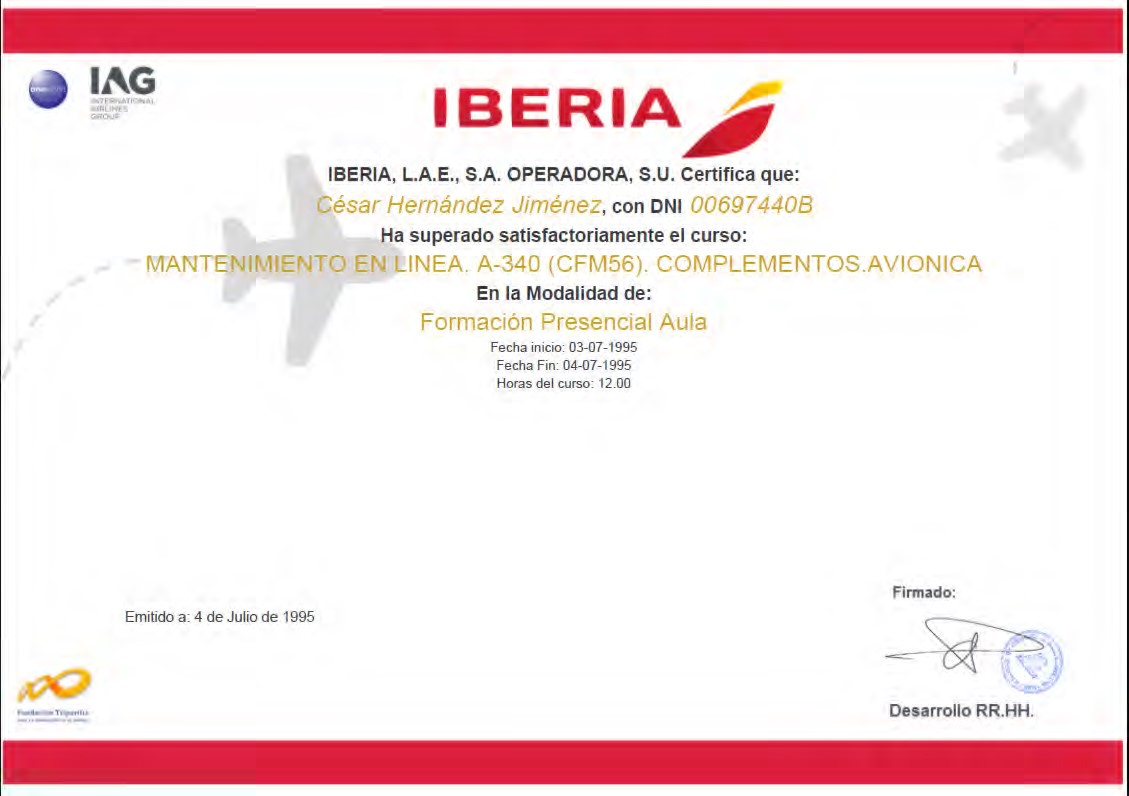 IAG
INTERNATIONAL
AIRLINES
GROUP
IBERIA
IBERIA, L.A.E., S.A. OPERADORA, S.U. Certifica que:
César Hernández Jiménez, con DNI 00697440B
Ha superado satisfactoriamente el curso:
MANTENIMIENTO EN LINEA. A-340 (CFM56). COMPLEMENTOS.AVIONICA
En la Modalidad de:
Formación Presencial Aula
Fecha inicio: 03-07-1995
Fecha Fin: 04-07-1995
Horas del curso: 12.00
Firmado:
Emitido a: 4 de Julio de 1995
Fundación Tripartita
Desarrollo RR.HH.